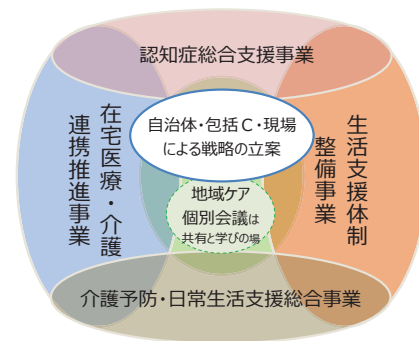 認知症総合支援事業
在宅医療・介護
連携推進事業
自治体・包括C・現場
による戦略の立案
生活支援体制
整備事業
地域ケア
個別会議は
共有と学びの場
介護予防・日常生活支援総合事業